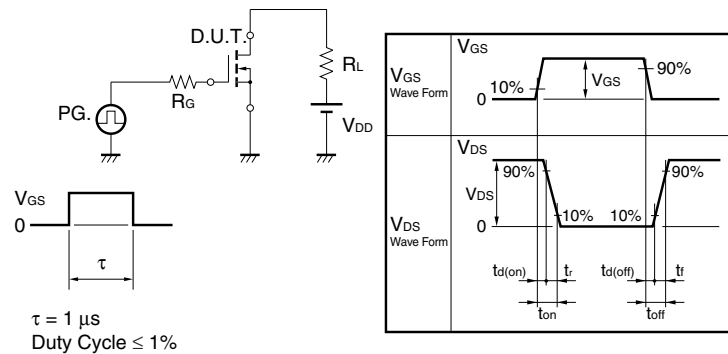 D.U.T.
RL
RG
PG.
VDD
VGS
0
τ
τ = 1 μs
Duty Cycle ≤ 1%
VGS
Wave Form
VGS
10%
VGS
90%
0
VDS
Wave Form
VDS
90%
VDS
90%
10%
10%
0
td(on)
tr
td(off)
tf
ton
toff